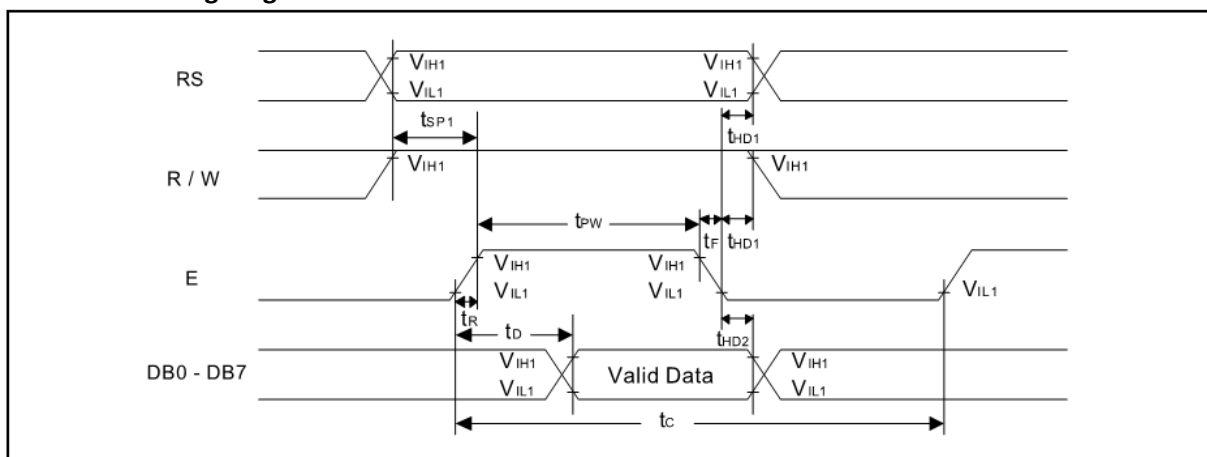 RS
VIH1
VIH1
VIL1
VIL1
tSP1
tHD1
R / W
VIH1
VIH1
tPW
tF
tHD1
E
VIH1
VIH1
VIL1
VIL1
VIL1
tR
tD
tHD2
DB0 - DB7
VIH1
VIL1
Valid Data
VIH1
VIL1
tC